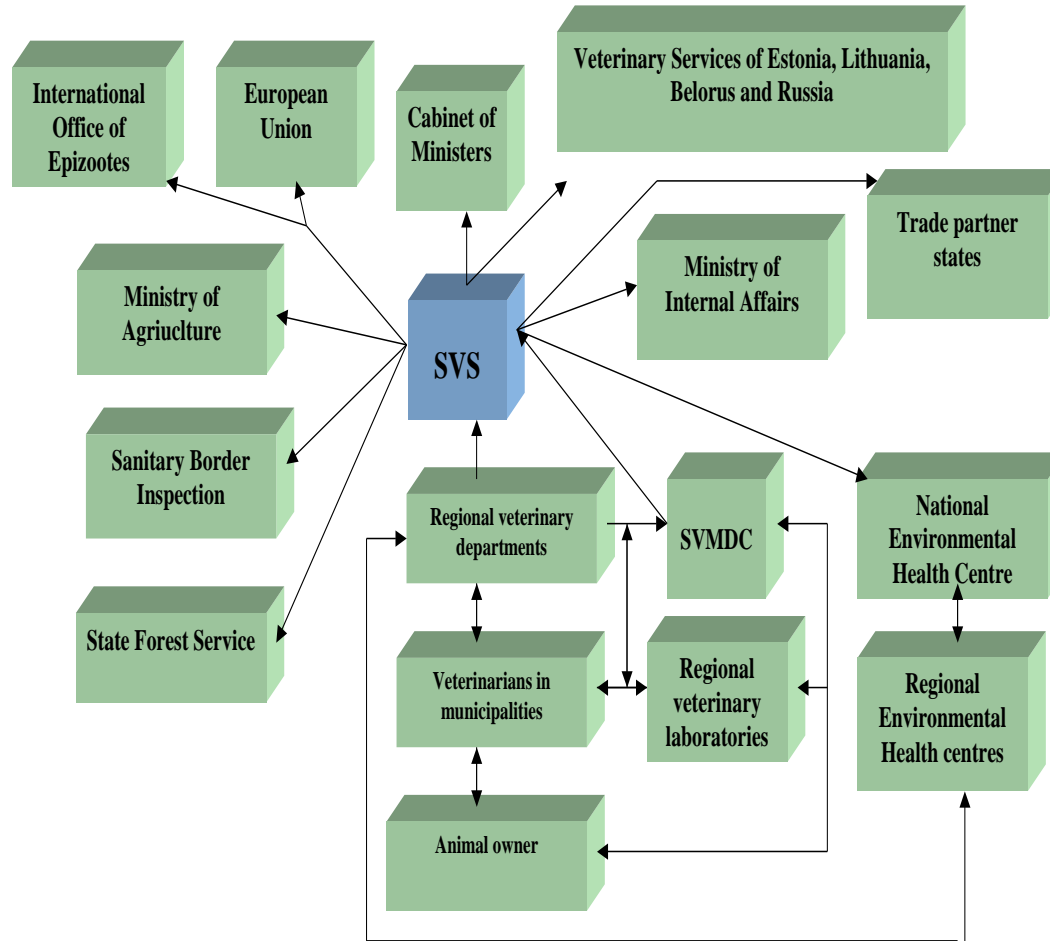 International
Office of
Epizootes
European
Union
Cabinet of
Ministers
Veterinary Services of Estonia, Lithuania,
Belorus and Russia
Trade partner
states
Ministry of
Agriuclture
SVS
Ministry of
Internal Affairs
Sanitary Border
Inspection
Regional veterinary
departments
SVMDC
National
Environmental
Health Centre
State Forest Service
Veterinarians in
municipalities
Regional
veterinary
laboratories
Regional
Environmental
Health centres
Animal owner